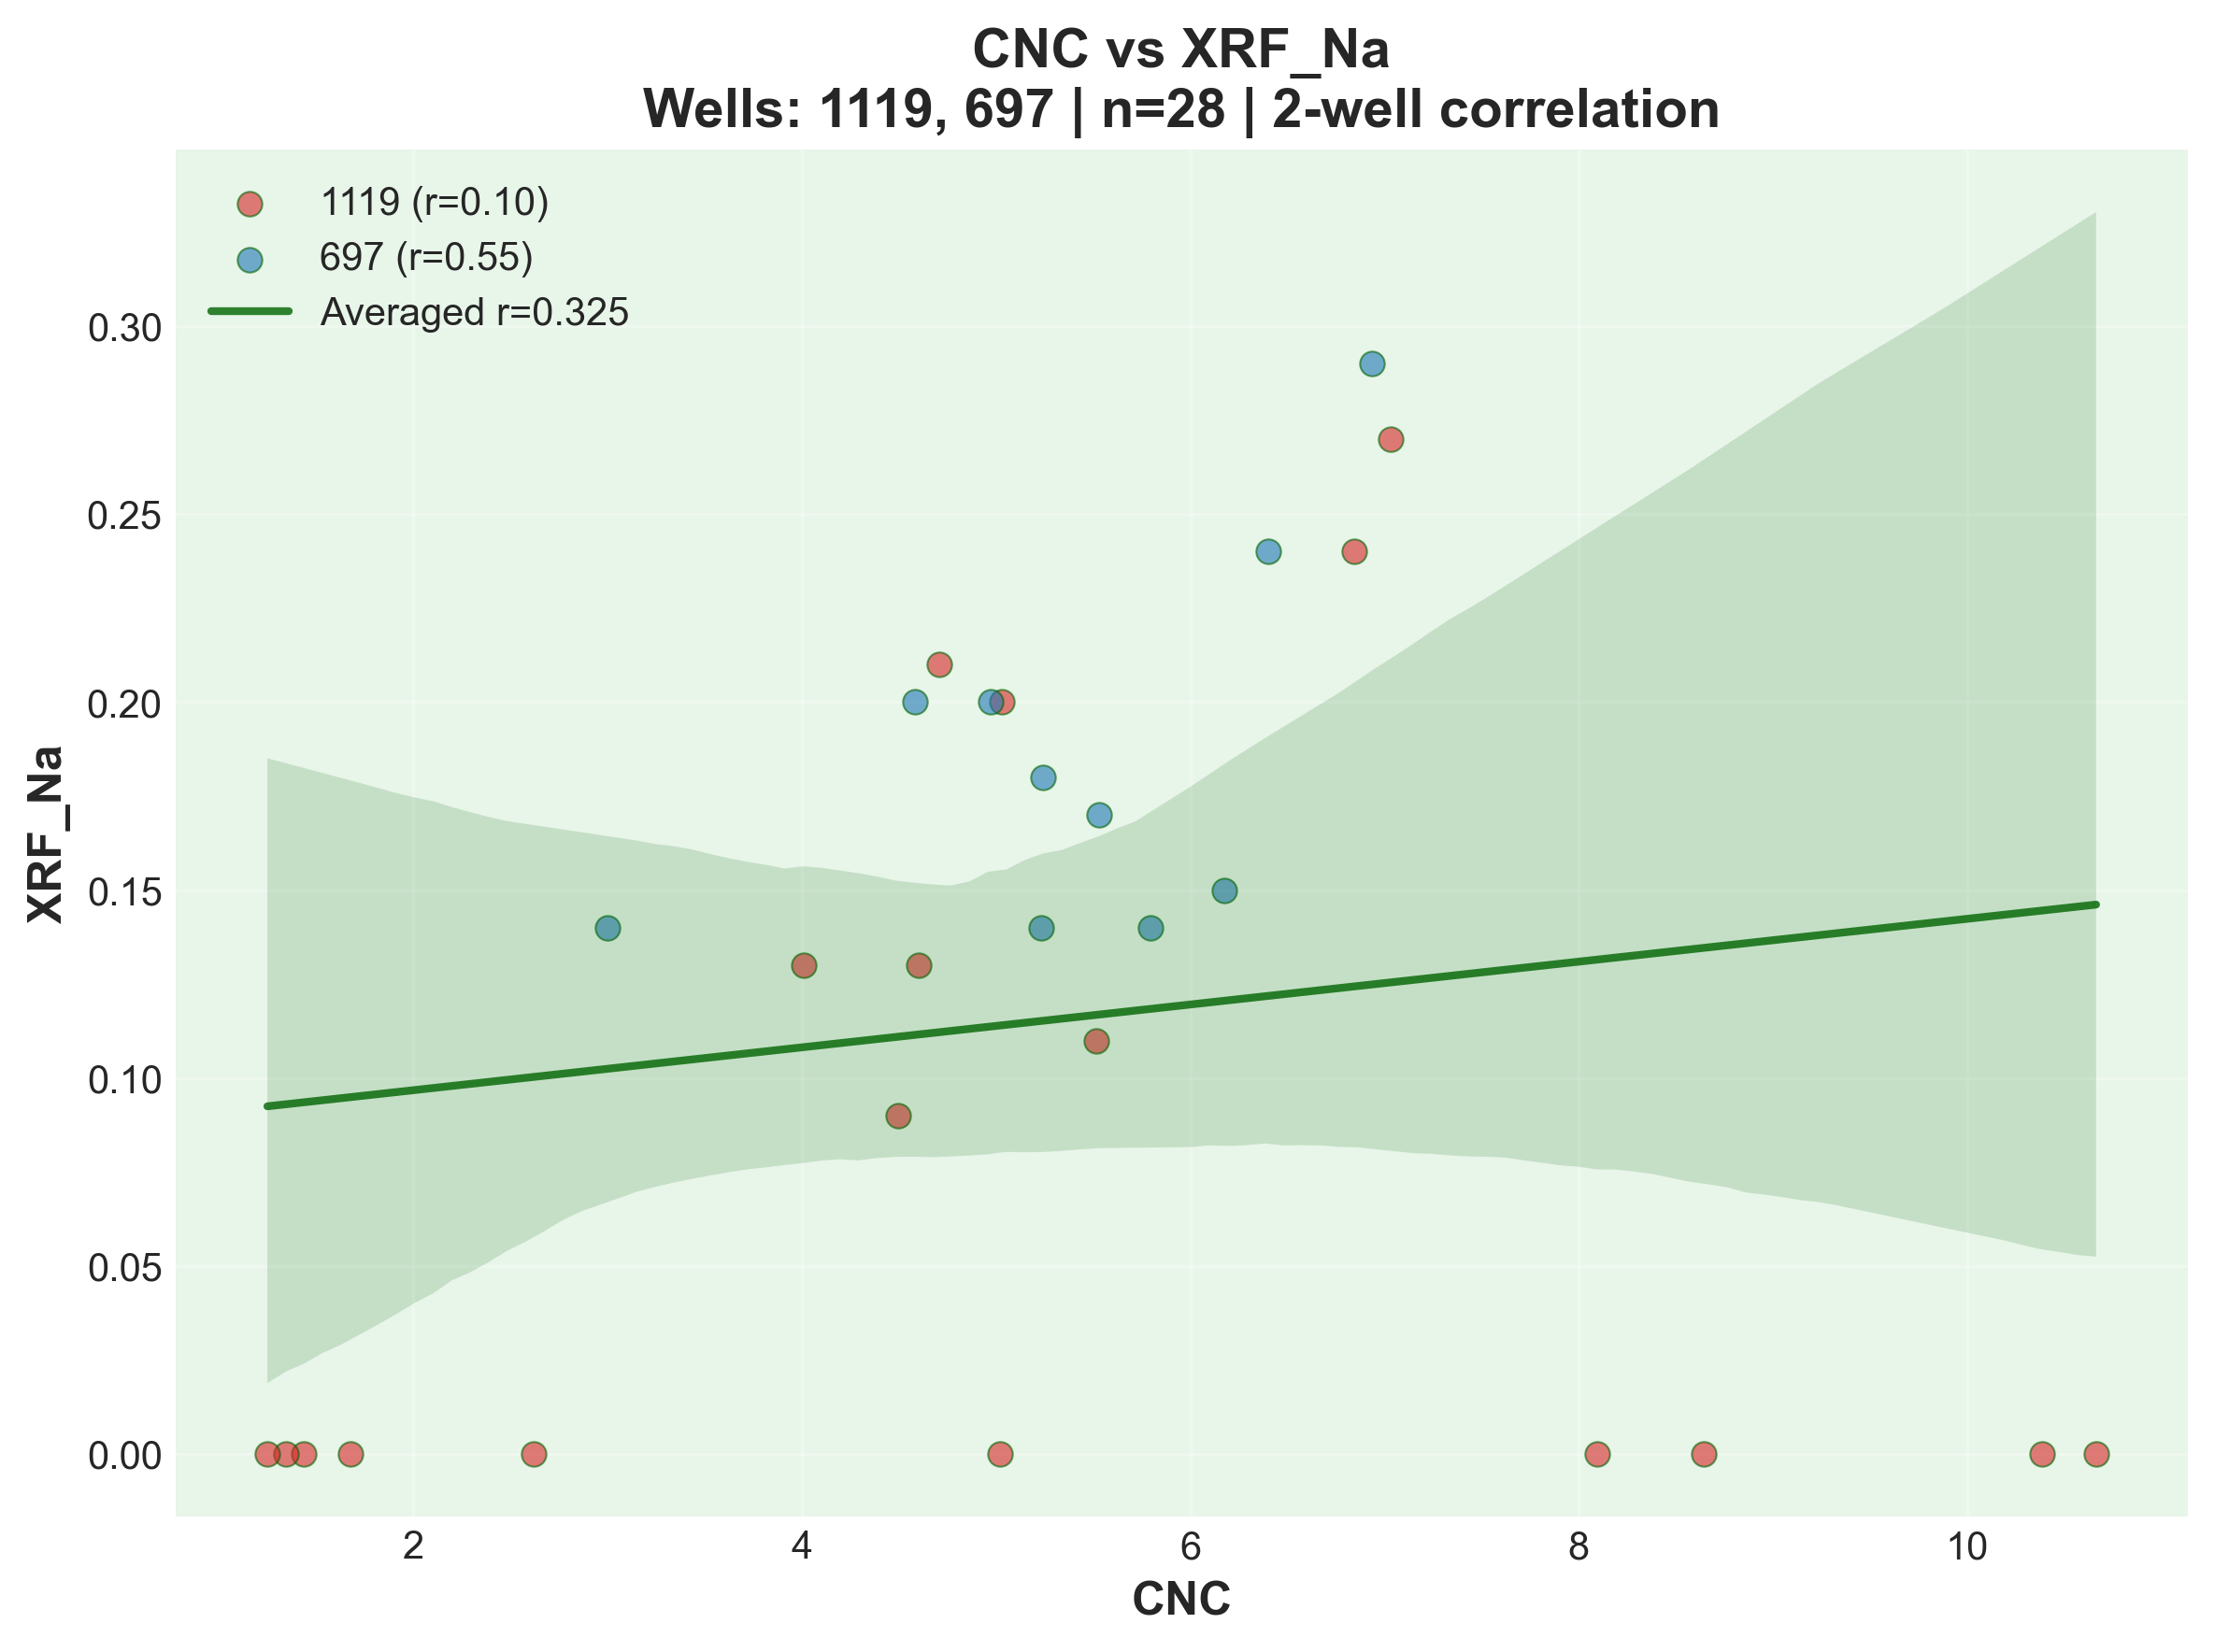 CNC vs XRF_Na
Wells: 1119, 697 | n=28 | 2-well correlation
1119 (r=0.10)
697 (r=0.55)
Averaged r=0.325
XRF_Na
0.30
0.25
0.20
0.15
0.10
0.05
0.00
2
4
6
8
10
CNC